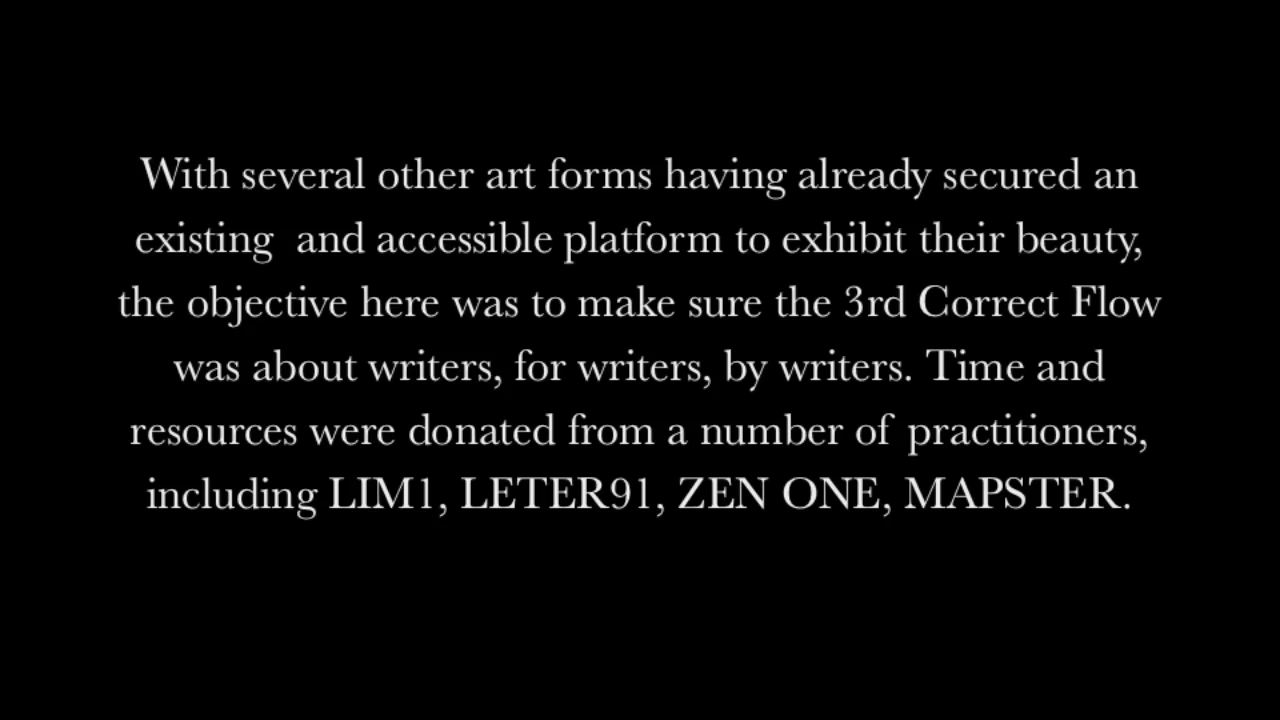 With several other art forms having already secured an
existing  and accessible platform to exhibit their beauty,
the objective here was to make sure the 3rd Correct Flow
was about writers, for writers, by writers. Time and
resources were donated from a number of practitioners,
including LIM1, LETER91, ZEN ONE, MAPSTER.